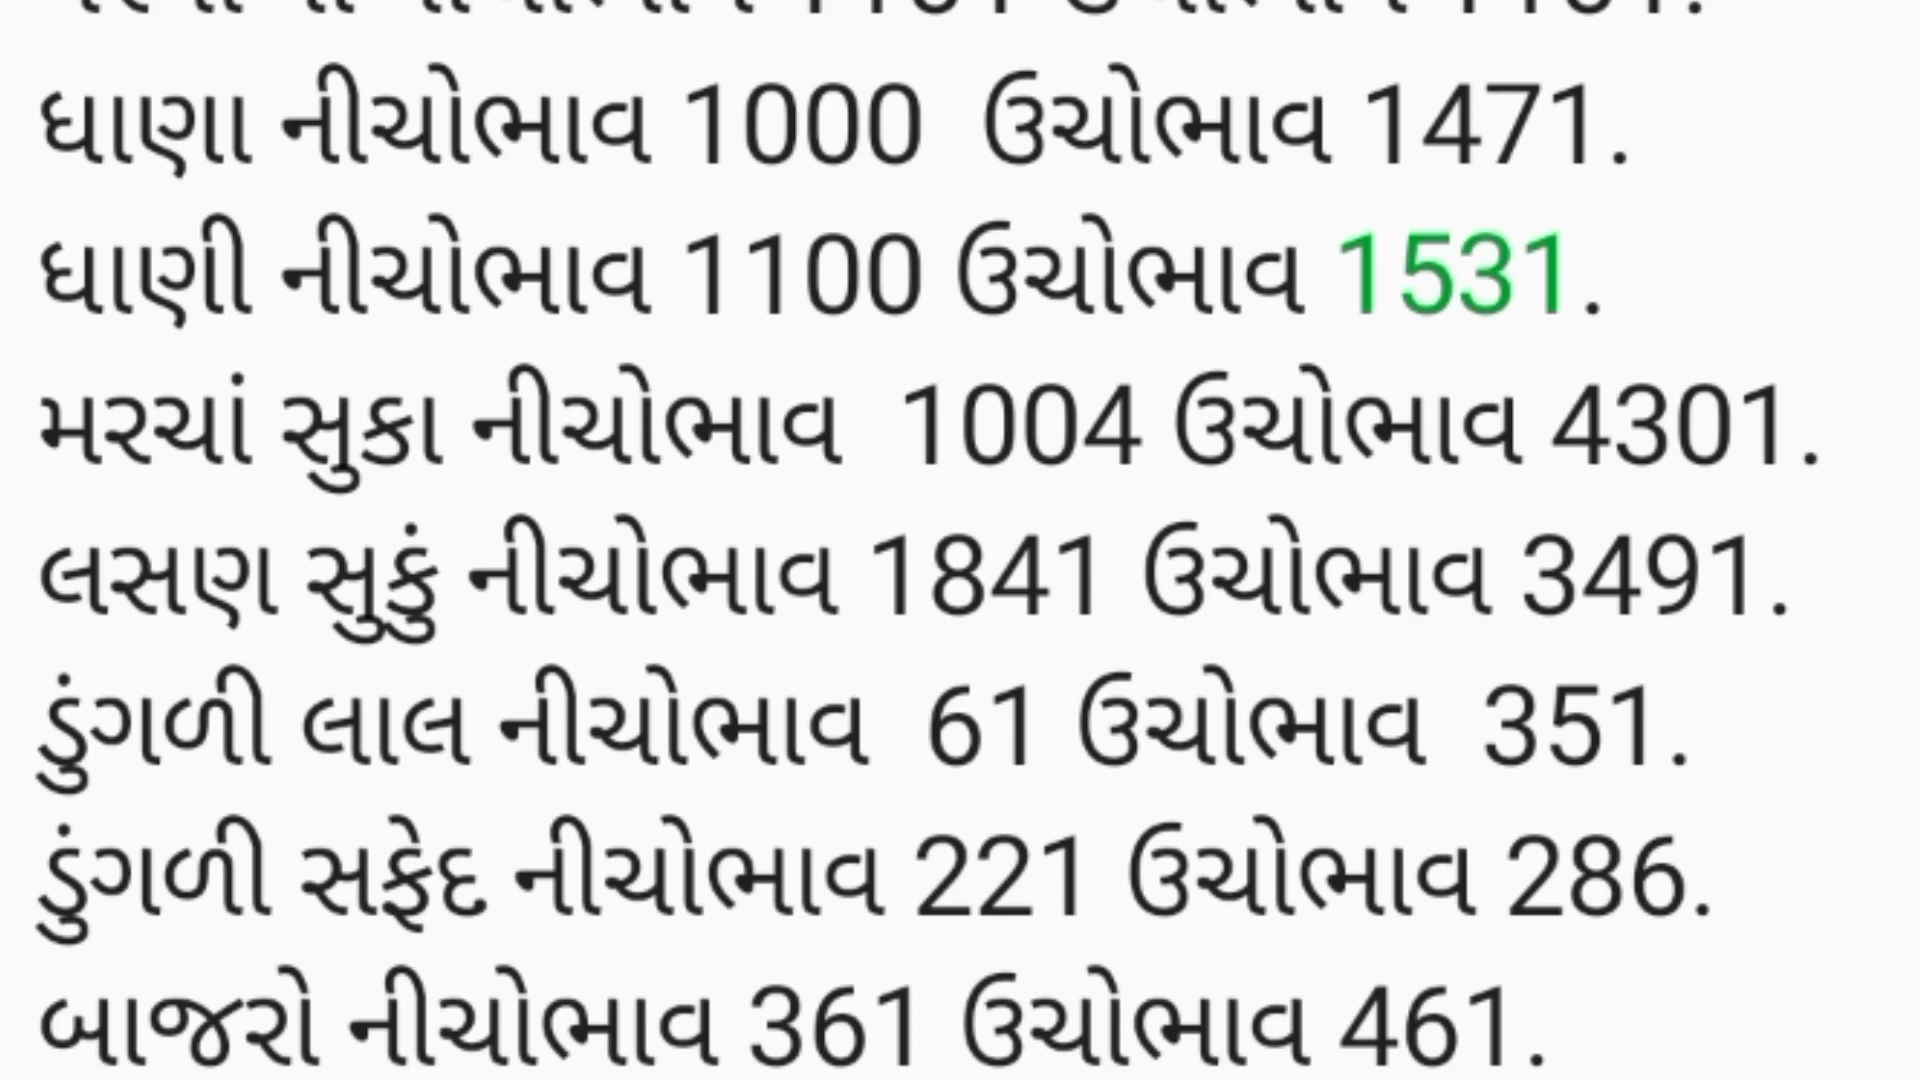 ધાણા નીચોભાવ 1000  ઉચોભાવ 1471.
ધાણી નીચોભાવ 1100 ઉચોભાવ 1531.
મરચાં સુકા નીચોભાવ  1004 ઉચોભાવ 4301.
લસણ સુકું નીચોભાવ 1841 ઉચોભાવ 3491.
ડુંગળી લાલ નીચોભાવ  61 ઉચોભાવ  351.
ડુંગળી સફેદ નીચોભાવ 221 ઉચોભાવ 286.
બાજરો નીચોભાવ 361 ઉચોભાવ 461.